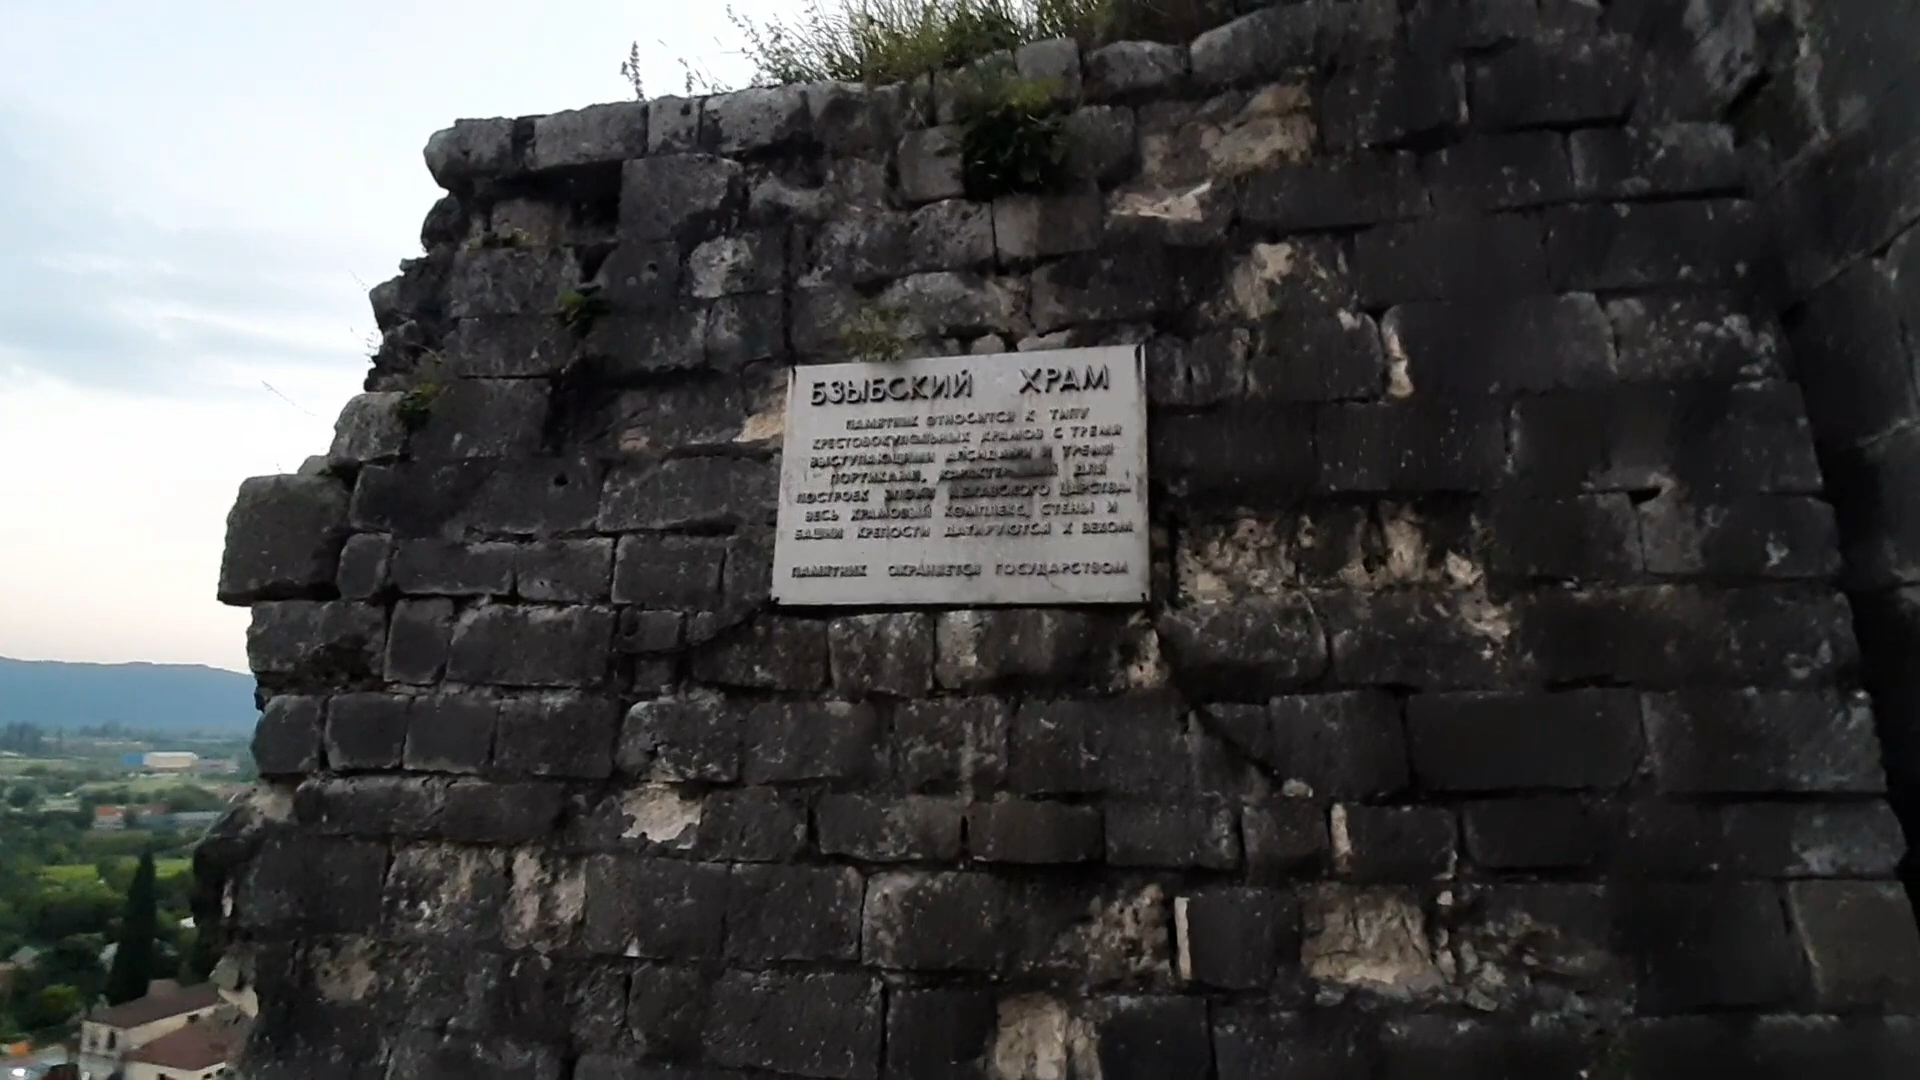 БЗЫБСКИЙ ХРАМ
ПАМЯТНИК ОТНОСИТСЯ К ТИПУ
КРЕСТОВОКУПОЛЬНЫХ ХРАМОВ С ТРЕМЯ
ВЫСТУПАЮЩИМИ АПСИДАМИ И ТРЕМЯ
ПОРТИКАМИ, ХАРАКТЕРНЫМИ ДЛЯ
ПОСТРОЕК ЭПОХИ АБХАЗСКОГО ЦАРСТВА.
ВЕСЬ ХРАМОВЫЙ КОМПЛЕКС, СТЕНЫ И
БАШНИ КРЕПОСТИ ДАТИРУЮТСЯ X ВЕКОМ
ПАМЯТНИК ОХРАНЯЕТСЯ ГОСУДАРСТВОМ